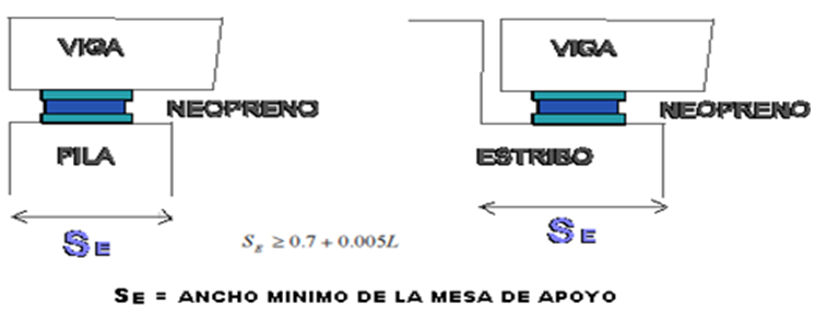 VIGA
NEOPRENO
PILA
SE
VIGA
NEOPRENO
ESTRIBO
SE
S_E ≥ 0.7 + 0.005L
SE = ANCHO MINIMO DE LA MESA DE APOYO